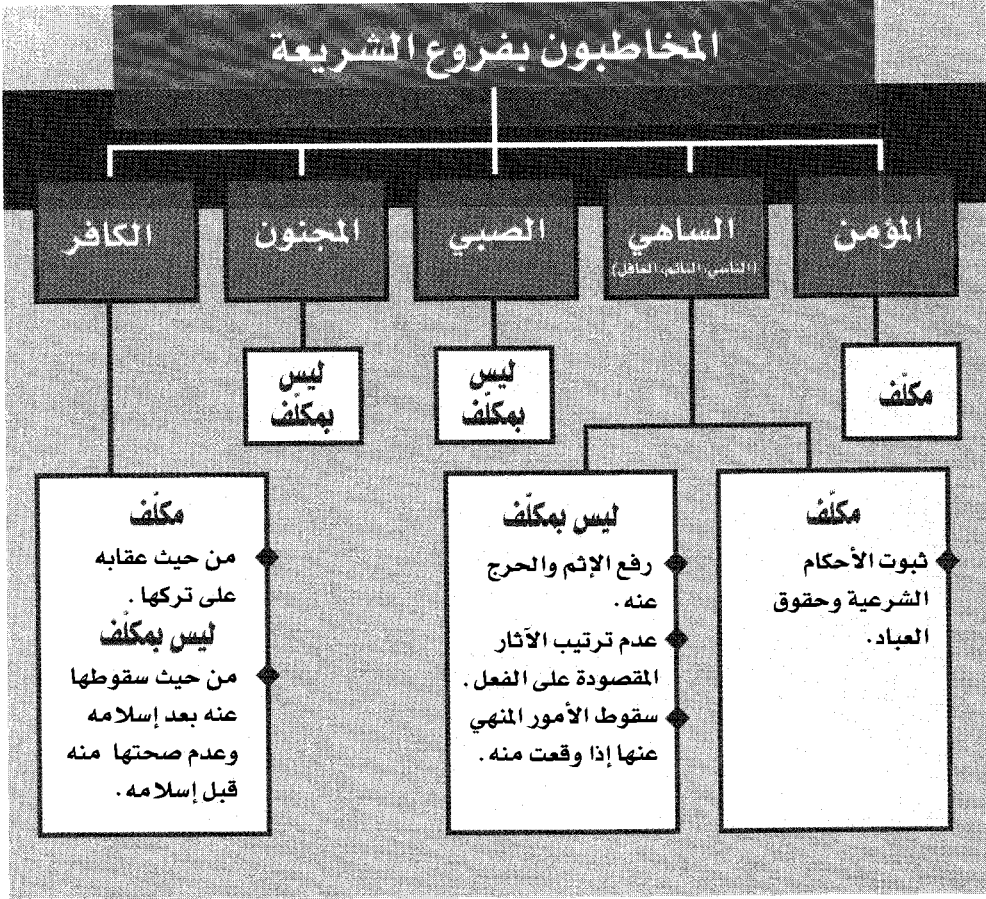 المخاطبون بفروع الشريعة
المؤمن
الساهي
(الناسي، النائم، الغافل)
الصبي
المجنون
الكافر
مكلّف
ليس
بمكلّف
ليس
بمكلّف
مكلّف
ثبوت الأحكام
الشرعية وحقوق
العباد.
ليس بمكلّف
رفع الإثم والحرج
عنه.
عدم ترتيب الآثار
المقصودة على الفعل.
سقوط الأمور المنهي
عنها إذا وقعت منه.
مكلّف
من حيث عقابه
على تركها.
ليس بمكلّف
من حيث سقوطها
عنه بعد إسلامه
وعدم صحتها منه
قبل إسلامه.